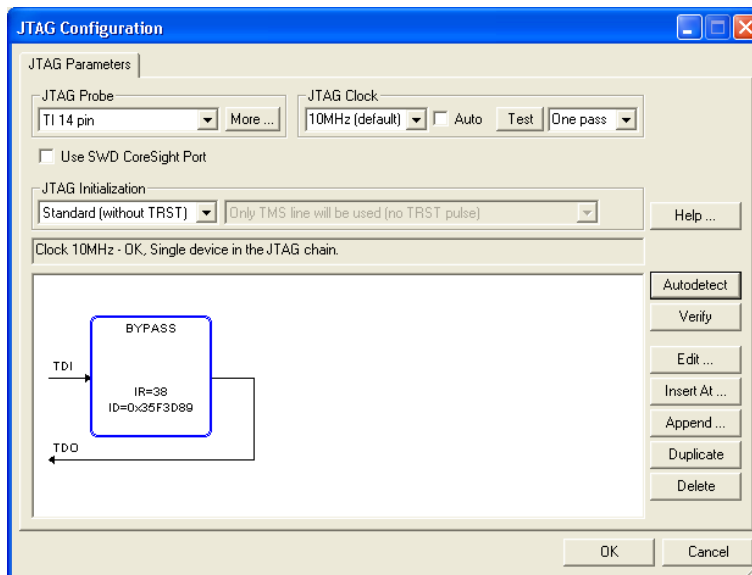 JTAG Configuration
JTAG Parameters
JTAG Probe
TI 14 pin
More ...
JTAG Clock
10MHz (default)
Auto
Test
One pass
Use SWD CoreSight Port
JTAG Initialization
Standard (without TRST)
Only TMS line will be used (no TRST pulse)
Help ...
Clock 10MHz - OK, Single device in the JTAG chain.
BYPASS
TDI
IR=38
ID=0x35F3D89
TDO
Autodetect
Verify
Edit ...
Insert At ...
Append ...
Duplicate
Delete
OK
Cancel